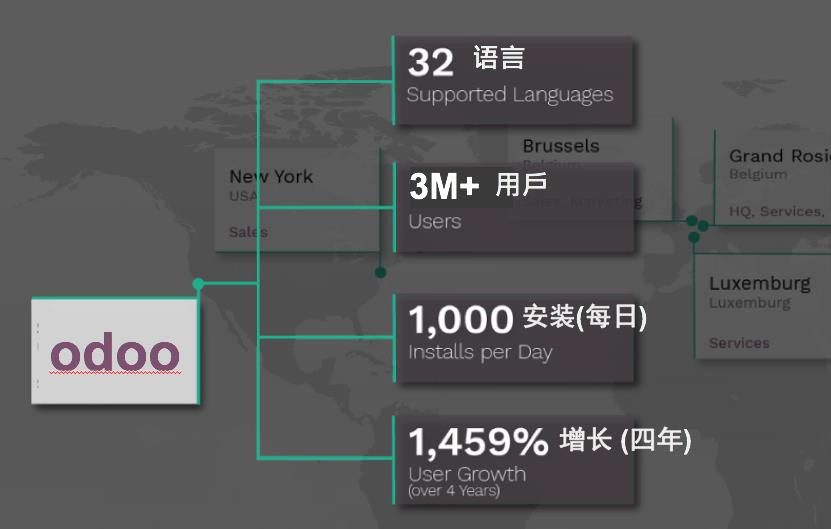 32 语言
Supported Languages
Brussels
Belgium
Grand Rosi
Belgium
New York
USA
3M+ 用戶
Sales, Marketing
HQ, Services,
Sales
Users
Luxemburg
Luxemburg
1,000 安装(每日)
odoo
Installs per Day
Services
1,459% 增长 (四年)
User Growth
(over 4 Years)